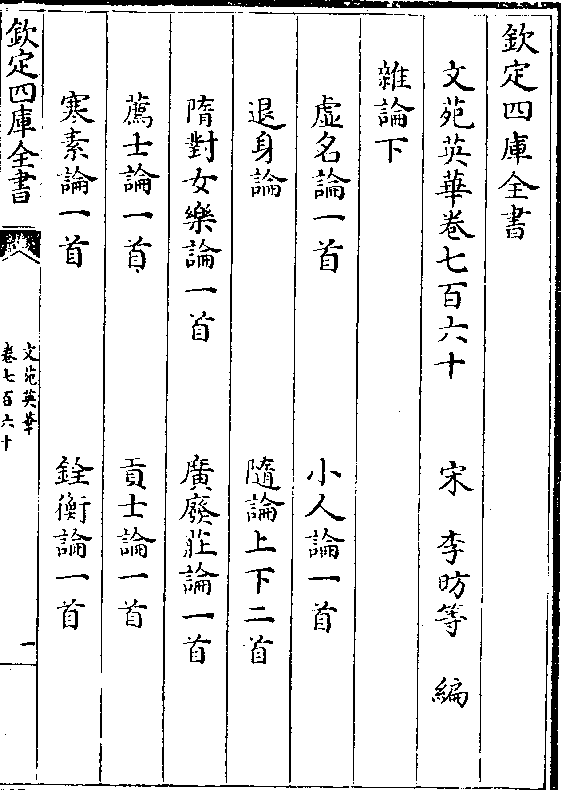 欽定四庫全書
文苑英華卷七百六十　宋　李昉等　編
雜論下
虛名論一首　小人論一首
退身論　隨論上下二首
隋對女樂論一首　廣廢莊論一首
薦士論一首　貢士論一首
寒素論一首　銓衡論一首
欽定四庫全書
文苑英華
卷七百六十
一